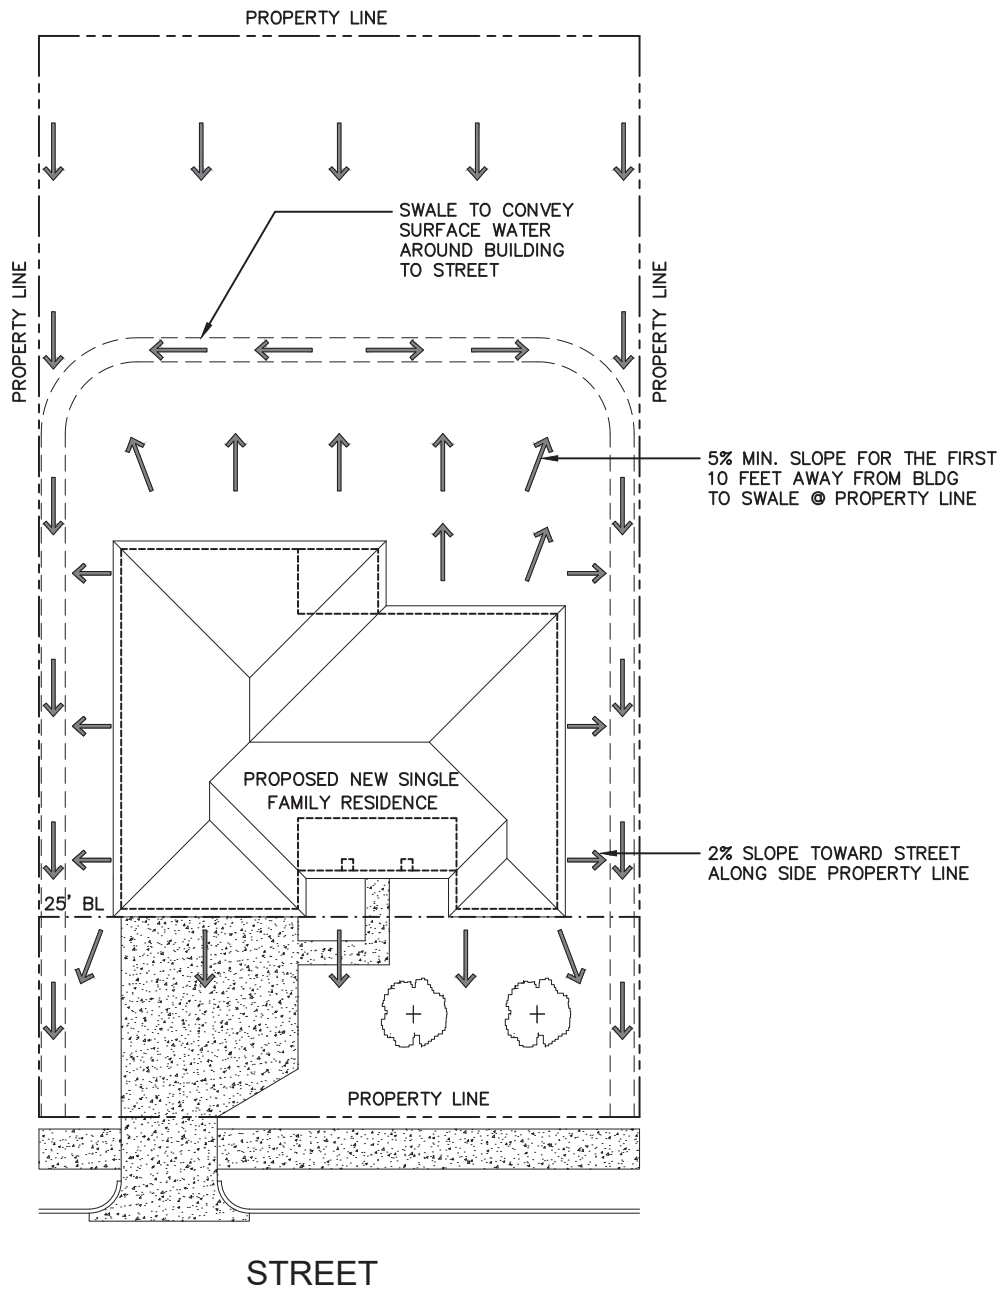 PROPERTY LINE
SWALE TO CONVEY
SURFACE WATER
AROUND BUILDING
TO STREET
PROPERTY LINE
PROPERTY LINE
5% MIN. SLOPE FOR THE FIRST
10 FEET AWAY FROM BLDG
TO SWALE @ PROPERTY LINE
PROPOSED NEW SINGLE
FAMILY RESIDENCE
2% SLOPE TOWARD STREET
ALONG SIDE PROPERTY LINE
25' BL
PROPERTY LINE
STREET